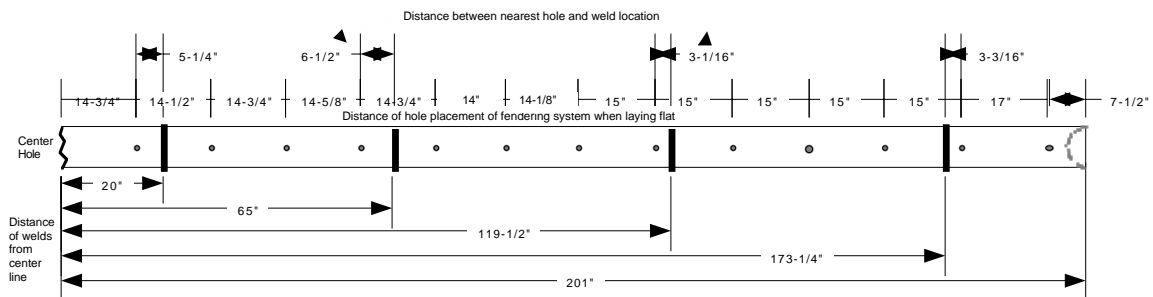 Distance between nearest hole and weld location
5-1/4"
6-1/2"
3-1/16"
3-3/16"
14-3/4"
14-1/2"
14-3/4"
14-5/8"
14-3/4"
14"
14-1/8"
15"
15"
15"
15"
15"
17"
7-1/2"
Distance of hole placement of fendering system when laying flat
Center
Hole
20"
65"
Distance
of welds
from
center
line
119-1/2"
173-1/4"
201"